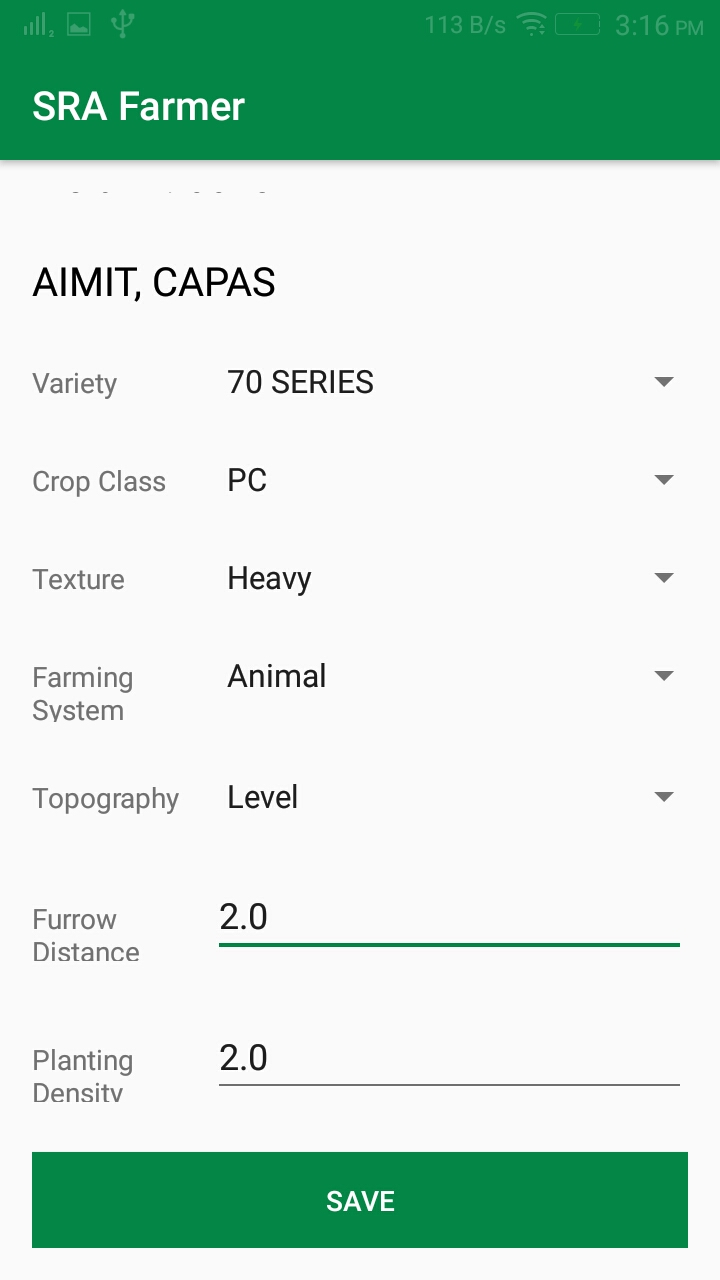 113 B/s 3:16 PM
SRA Farmer
AIMIT, CAPAS
Variety 70 SERIES
Crop Class PC
Texture Heavy
Farming Animal
System
Topography Level
Furrow 2.0
Distance
Planting 2.0
Density
SAVE